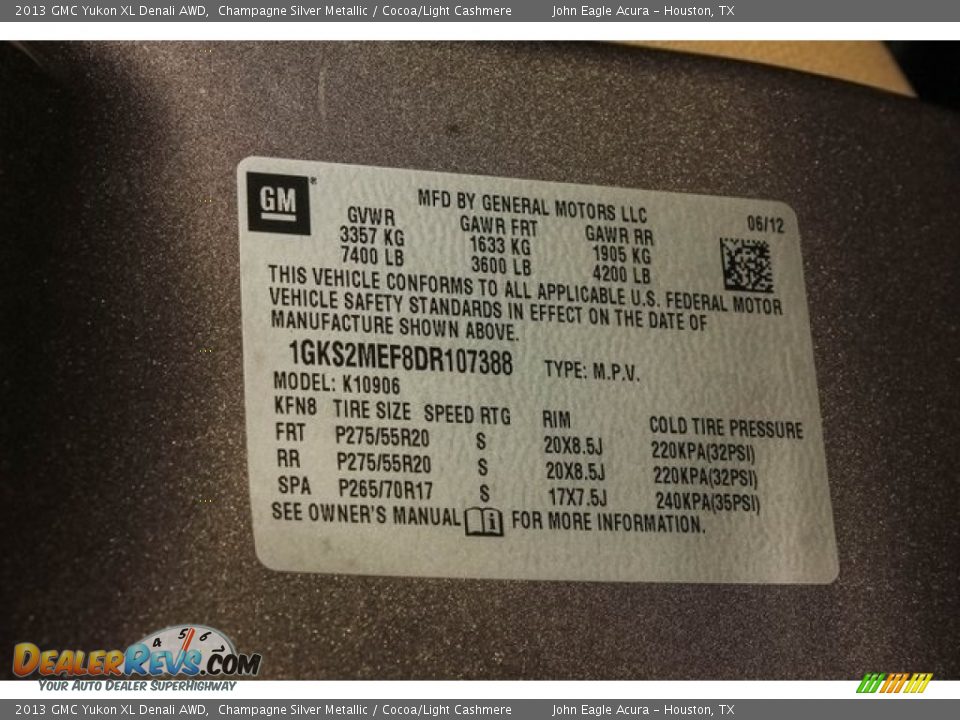 2013 GMC Yukon XL Denali AWD, Champagne Silver Metallic / Cocoa/Light Cashmere John Eagle Acura - Houston, TX
GM®
MFD BY GENERAL MOTORS LLC
06/12
GVWR GAWR FRT GAWR RR
3357 KG 1633 KG 1905 KG
7400 LB 3600 LB 4200 LB
THIS VEHICLE CONFORMS TO ALL APPLICABLE U.S. FEDERAL MOTOR
VEHICLE SAFETY STANDARDS IN EFFECT ON THE DATE OF
MANUFACTURE SHOWN ABOVE.
1GKS2MEF8DR107388 TYPE: M.P.V.
MODEL: K10906
KFN8 TIRE SIZE SPEED RTG RIM COLD TIRE PRESSURE
FRT P275/55R20 S 20X8.5J 220KPA(32PSI)
RR P275/55R20 S 20X8.5J 220KPA(32PSI)
SPA P265/70R17 S 17X7.5J 240KPA(35PSI)
SEE OWNER'S MANUAL i FOR MORE INFORMATION.
4 5 6
DEALERREVS.COM
YOUR AUTO DEALER SUPERHIGHWAY
2013 GMC Yukon XL Denali AWD, Champagne Silver Metallic / Cocoa/Light Cashmere John Eagle Acura - Houston, TX